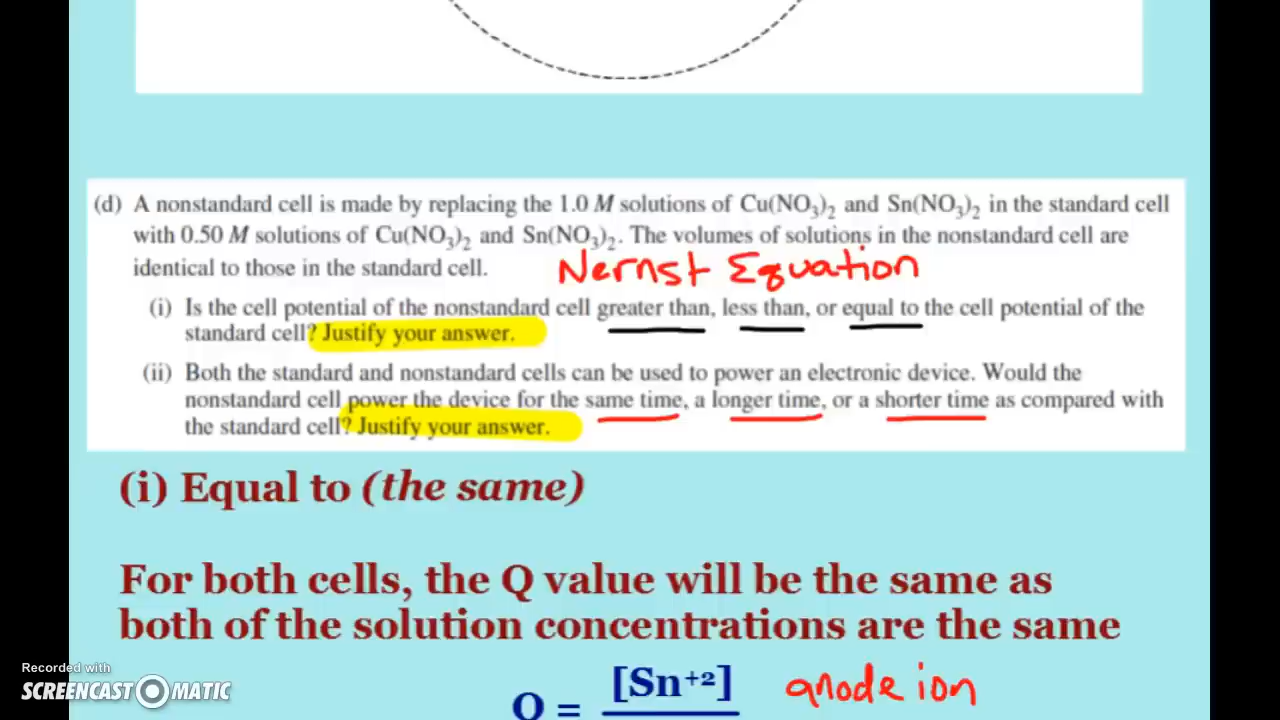 (d) A nonstandard cell is made by replacing the 1.0 M solutions of Cu(NO₃)₂ and Sn(NO₃)₂ in the standard cell
with 0.50 M solutions of Cu(NO₃)₂ and Sn(NO₃)₂. The volumes of solutions in the nonstandard cell are
identical to those in the standard cell. Nernst Equation
(i) Is the cell potential of the nonstandard cell greater than, less than, or equal to the cell potential of the
standard cell? Justify your answer.
(ii) Both the standard and nonstandard cells can be used to power an electronic device. Would the
nonstandard cell power the device for the same time, a longer time, or a shorter time as compared with
the standard cell? Justify your answer.
(i) Equal to (the same)
For both cells, the Q value will be the same as
both of the solution concentrations are the same
[Sn⁺²] anode ion
Q =
Recorded with
SCREENCAST O MATIC